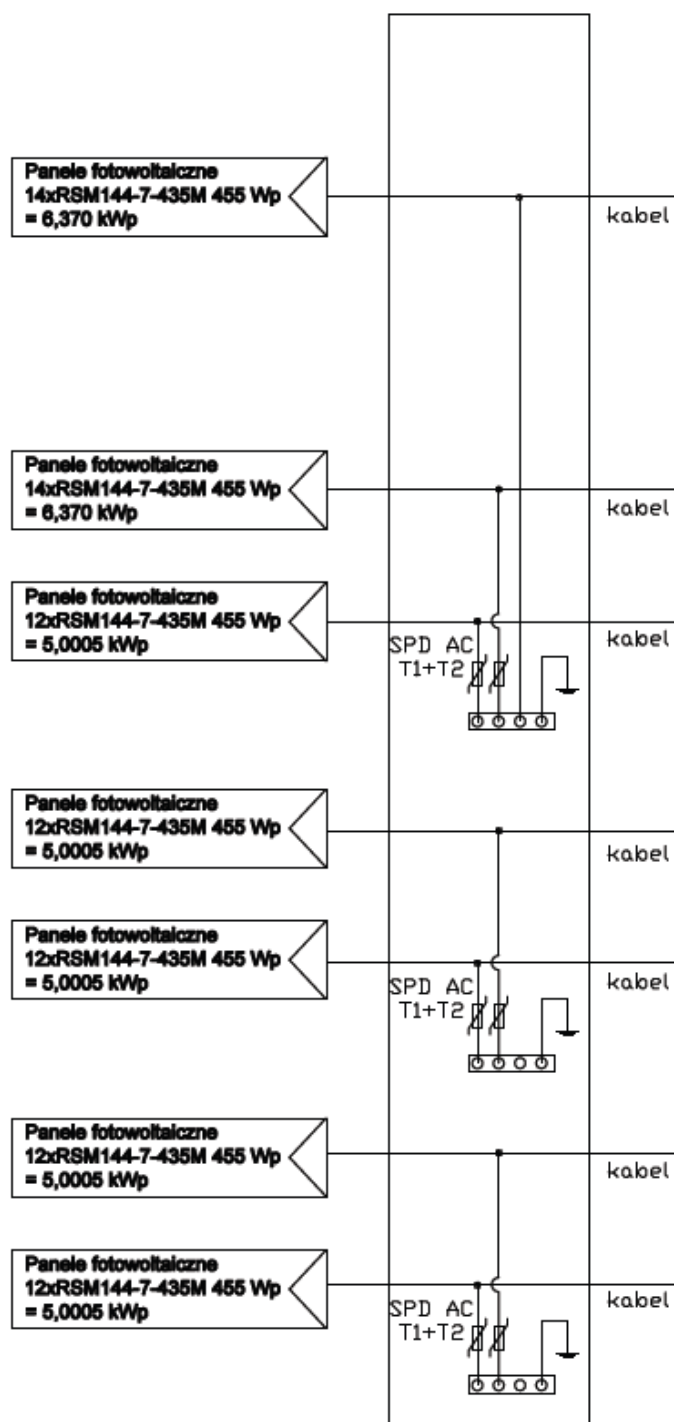 Panele fotowoltaiczne
14xRSM144-7-435M 455 Wp
= 6,370 kWp
kabel
Panele fotowoltaiczne
14xRSM144-7-435M 455 Wp
= 6,370 kWp
kabel
Panele fotowoltaiczne
12xRSM144-7-435M 455 Wp
= 5,0005 kWp
kabel
SPD AC
T1+T2
Panele fotowoltaiczne
12xRSM144-7-435M 455 Wp
= 5,0005 kWp
kabel
Panele fotowoltaiczne
12xRSM144-7-435M 455 Wp
= 5,0005 kWp
kabel
SPD AC
T1+T2
Panele fotowoltaiczne
12xRSM144-7-435M 455 Wp
= 5,0005 kWp
kabel
Panele fotowoltaiczne
12xRSM144-7-435M 455 Wp
= 5,0005 kWp
kabel
SPD AC
T1+T2